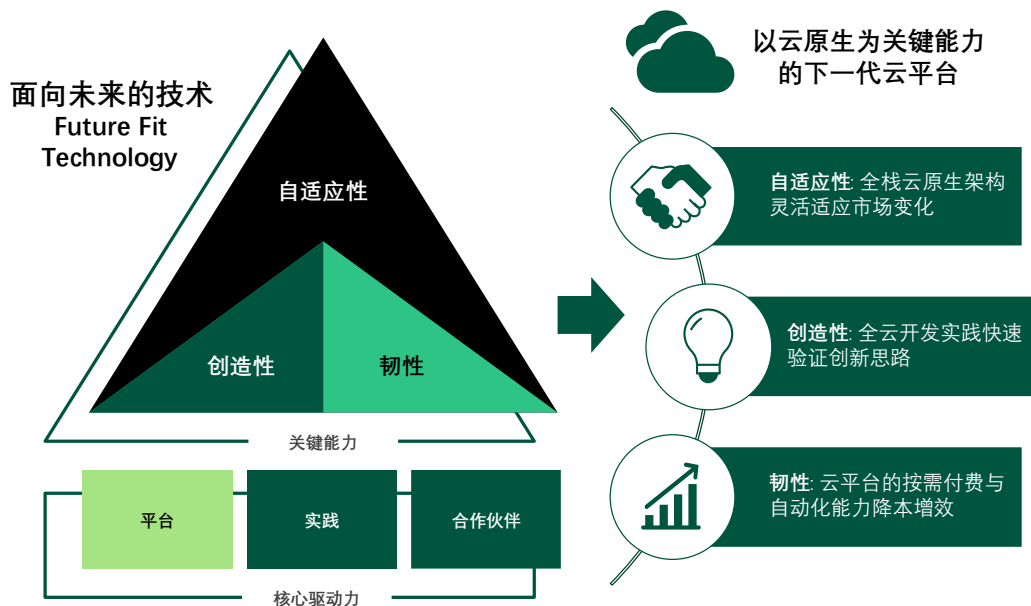 面向未来的技术
Future Fit
Technology
自适应性
创造性
韧性
关键能力
平台
实践
合作伙伴
核心驱动力
以云原生为关键能力
的下一代云平台
自适应性: 全栈云原生架构
灵活适应市场变化
创造性: 全云开发实践快速
验证创新思路
韧性: 云平台的按需付费与
自动化能力降本增效